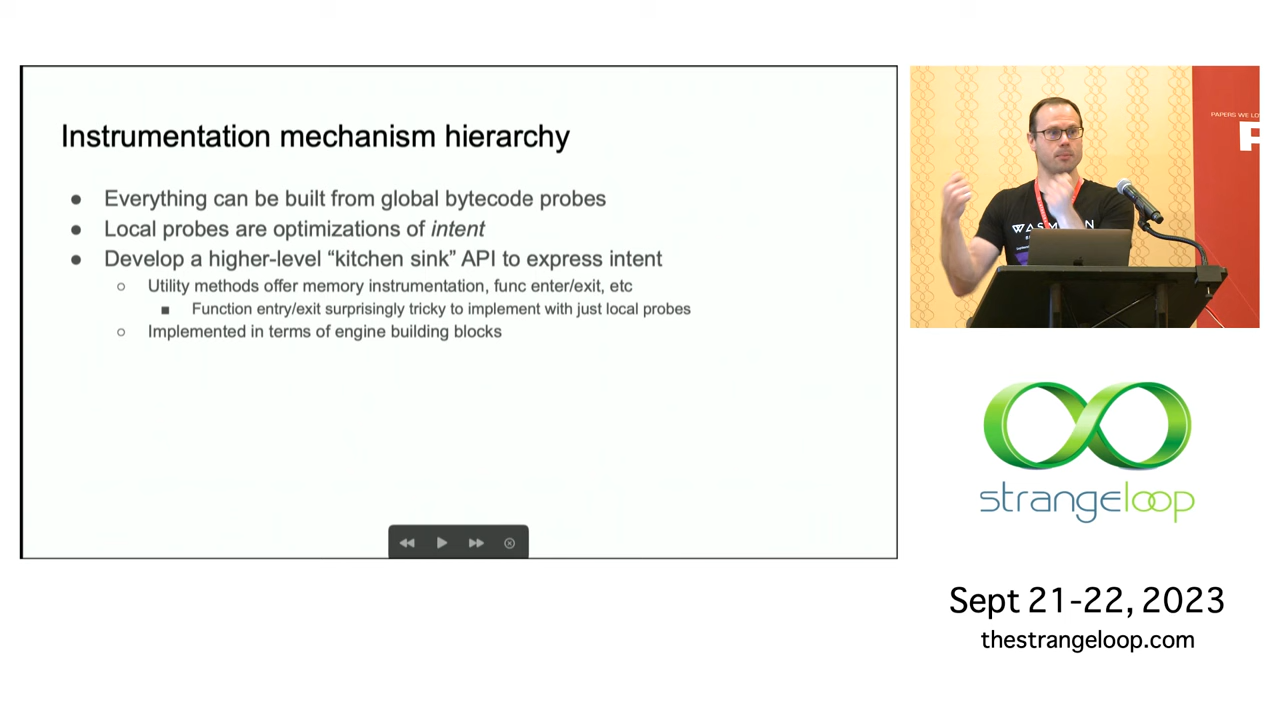 Instrumentation mechanism hierarchy
● Everything can be built from global bytecode probes
● Local probes are optimizations of intent
● Develop a higher-level “kitchen sink” API to express intent
○ Utility methods offer memory instrumentation, func enter/exit, etc
■ Function entry/exit surprisingly tricky to implement with just local probes
○ Implemented in terms of engine building blocks
PAPERS WE LO
P
strangeloop
Sept 21-22, 2023
thestrangeloop.com